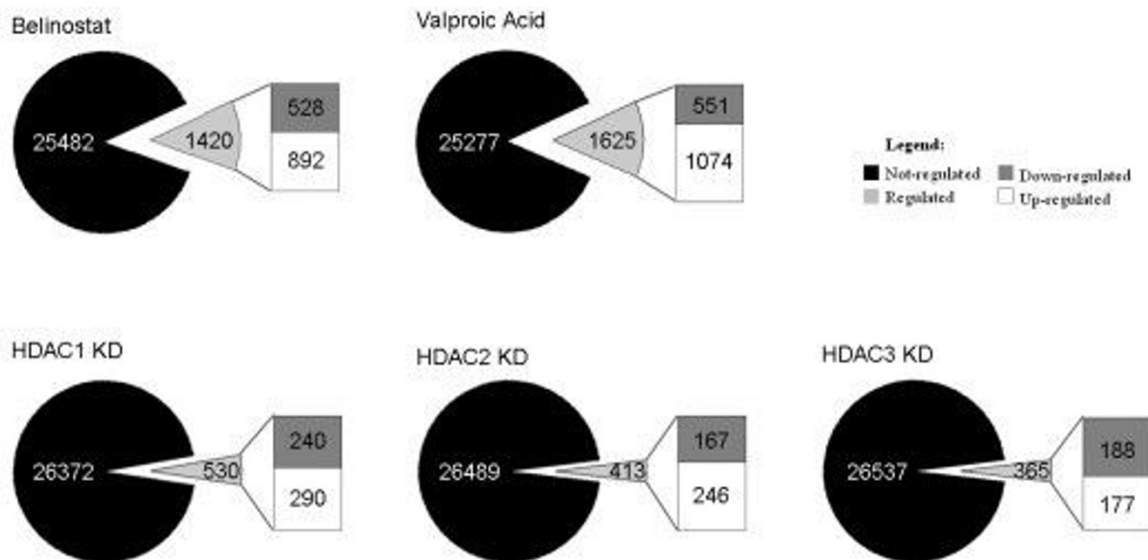 Belinostat
25482
1420
528
892
Valproic Acid
25277
1625
551
1074
Legend:
Not-regulated
Down-regulated
Regulated
Up-regulated
HDAC1 KD
26372
530
240
290
HDAC2 KD
26489
413
167
246
HDAC3 KD
26537
365
188
177